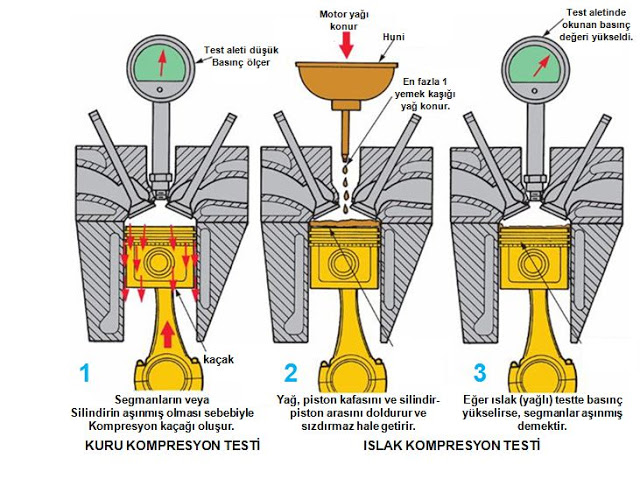 Test aleti düşük
Basınç ölçer
Motor yağı
konur
Huni
En fazla 1
yemek kaşığı
yağ konur.
Test aletinde
okunan basınç
değeri yükseldi.
kaçak
1
Segmanların veya
Silindirin aşınmış olması sebebiyle
Kompresyon kaçağı oluşur.
KURU KOMPRESYON TESTİ
2
Yağ, piston kafasını ve silindir-
piston arasını doldurur ve
sızdırmaz hale getirir.
3
Eğer ıslak (yağlı) testte basınç
yükselirse, segmanlar aşınmış
demektir.
ISLAK KOMPRESYON TESTİ